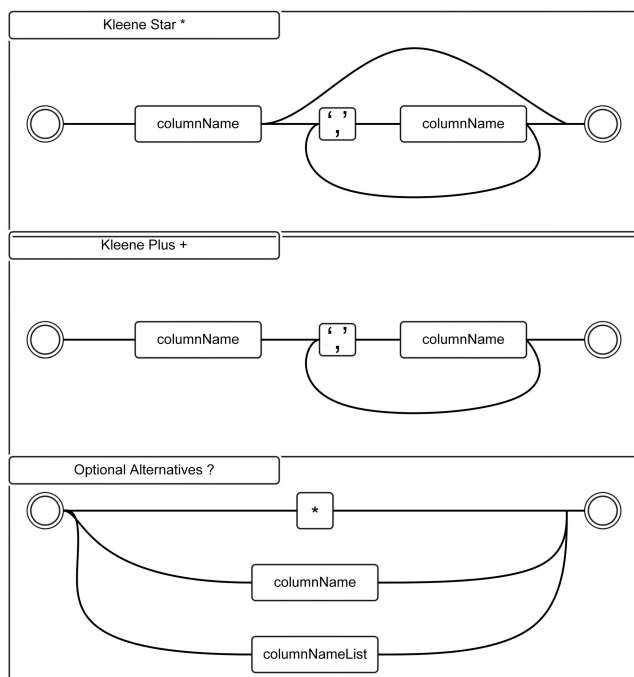 Kleene Star *
columnName
‘,’
columnName
Kleene Plus +
columnName
‘,’
columnName
Optional Alternatives ?
*
columnName
columnNameList